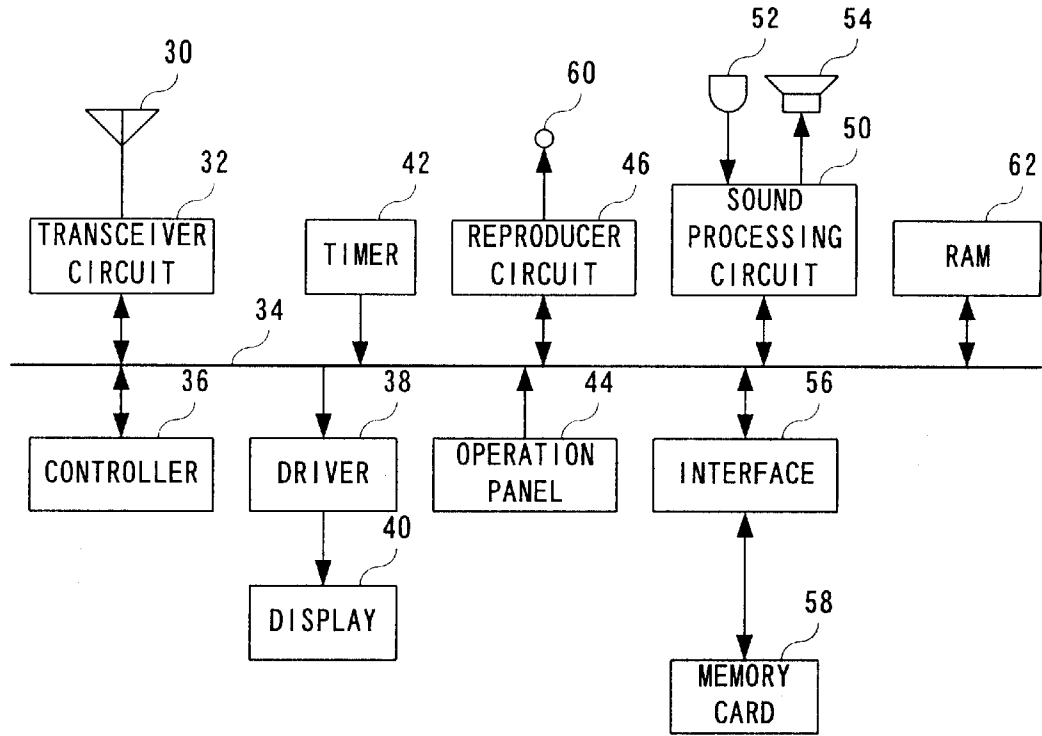 52
54
30
60
32
42
46
50
62
TRANSCEIVER
CIRCUIT
TIMER
REPRODUCER
CIRCUIT
SOUND
PROCESSING
CIRCUIT
RAM
34
36
38
44
56
CONTROLLER
DRIVER
OPERATION
PANEL
INTERFACE
40
DISPLAY
58
MEMORY
CARD